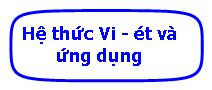 Hệ thức Vi - ét và
ứng dụng